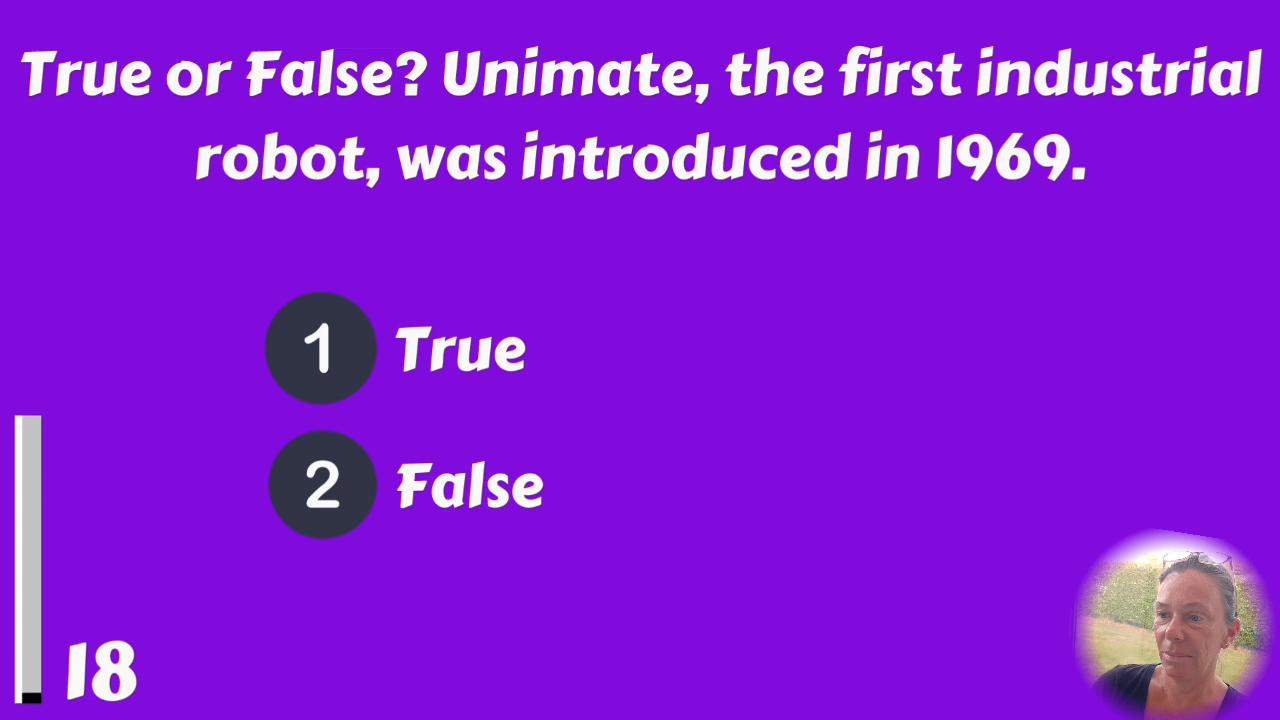 True or False? Unimate, the first industrial
robot, was introduced in 1969.
1 True
2 False
18